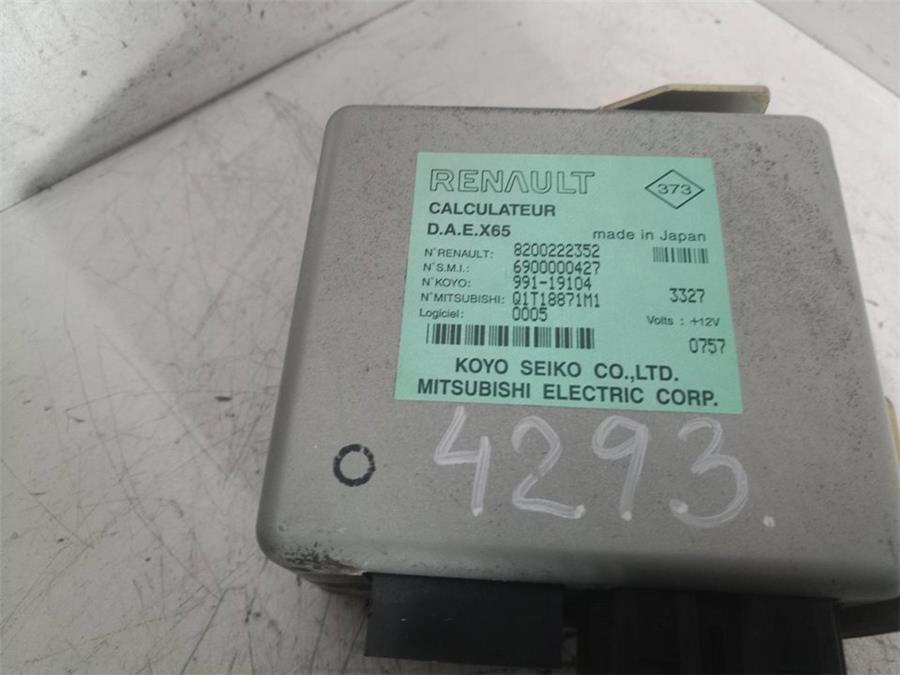 RENAULT
373
CALCULATEUR
D.A.E.X65
made in Japan
N° RENAULT: 8200222352
N° S.M.I.: 6900000427
N° KOYO: 991-19104
N° MITSUBISHI: Q1T18871M1
3327
Logiciel: 0005
Volts : +12V
0757
KOYO SEIKO CO.,LTD.
MITSUBISHI ELECTRIC CORP.
4293.